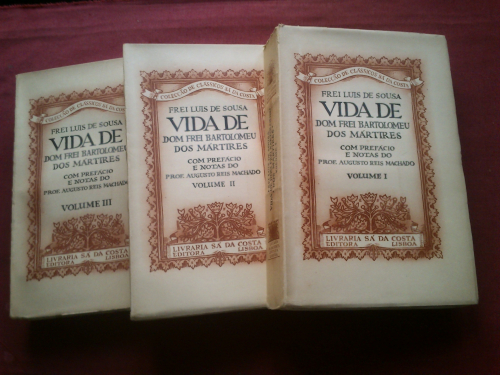 COLECÇÃO DE CLÁSSICOS SÁ DA COSTA
FREI LUIS DE SOUSA
VIDA DE
DOM FREI BARTOLOMEU
DOS MÁRTIRES
COM PREFÁCIO
E NOTAS DO
PROF. AUGUSTO REIS MACHADO
VOLUME III
LIVRARIA SÁ DA COSTA
EDITORA LISBOA
COLECÇÃO DE CLÁSSICOS SÁ DA COSTA
FREI LUIS DE SOUSA
VIDA DE
DOM FREI BARTOLOMEU
DOS MÁRTIRES
COM PREFÁCIO
E NOTAS DO
PROF. AUGUSTO REIS MACHADO
VOLUME II
LIVRARIA SÁ DA COSTA
EDITORA LISBOA
COLECÇÃO DE CLÁSSICOS SÁ DA COSTA
FREI LUIS DE SOUSA
VIDA DE
DOM FREI BARTOLOMEU
DOS MÁRTIRES
COM PREFÁCIO
E NOTAS DO
PROF. AUGUSTO REIS MACHADO
VOLUME I
LIVRARIA SÁ DA COSTA
EDITORA LISBOA